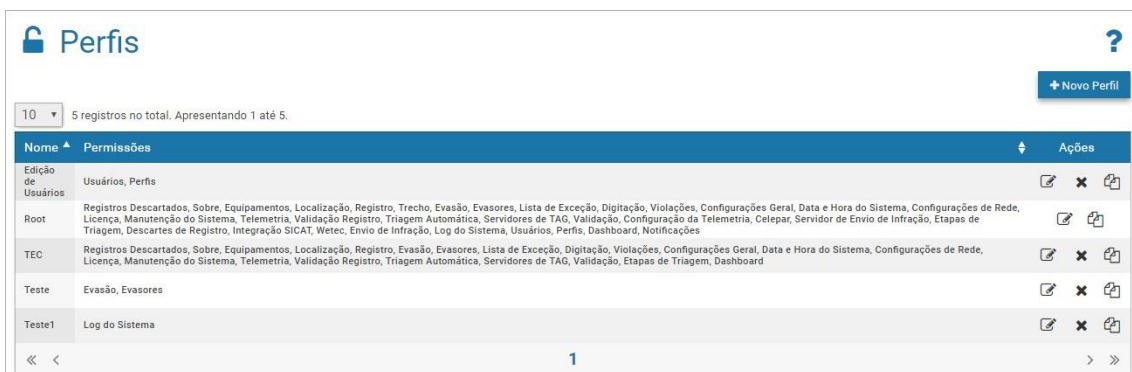 Perfis
?
+ Novo Perfil
10 5 registros no total. Apresentando 1 até 5.
Nome Permissões Ações
Edição
de
Usuários
Usuários, Perfis
Root
Registros Descartados, Sobre, Equipamentos, Localização, Registro, Trecho, Evasão, Evasores, Lista de Exceção, Digitação, Violações, Configurações Geral, Data e Hora do Sistema, Configurações de Rede,
Licença, Manutenção do Sistema, Telemetria, Validação Registro, Triagem Automática, Servidores de TAG, Validação, Configuração da Telemetria, Celepar, Servidor de Envio de Infração, Etapas de
Triagem, Descartes de Registro, Integração SICAT, Wetec, Envio de Infração, Log do Sistema, Usuários, Perfis, Dashboard, Notificações
TEC
Registros Descartados, Sobre, Equipamentos, Localização, Registro, Evasão, Evasores, Lista de Exceção, Digitação, Violações, Configurações Geral, Data e Hora do Sistema, Configurações de Rede,
Licença, Manutenção do Sistema, Telemetria, Validação Registro, Triagem Automática, Servidores de TAG, Validação, Etapas de Triagem, Dashboard
Teste Evasão, Evasores
Teste1 Log do Sistema
« < 1 > »